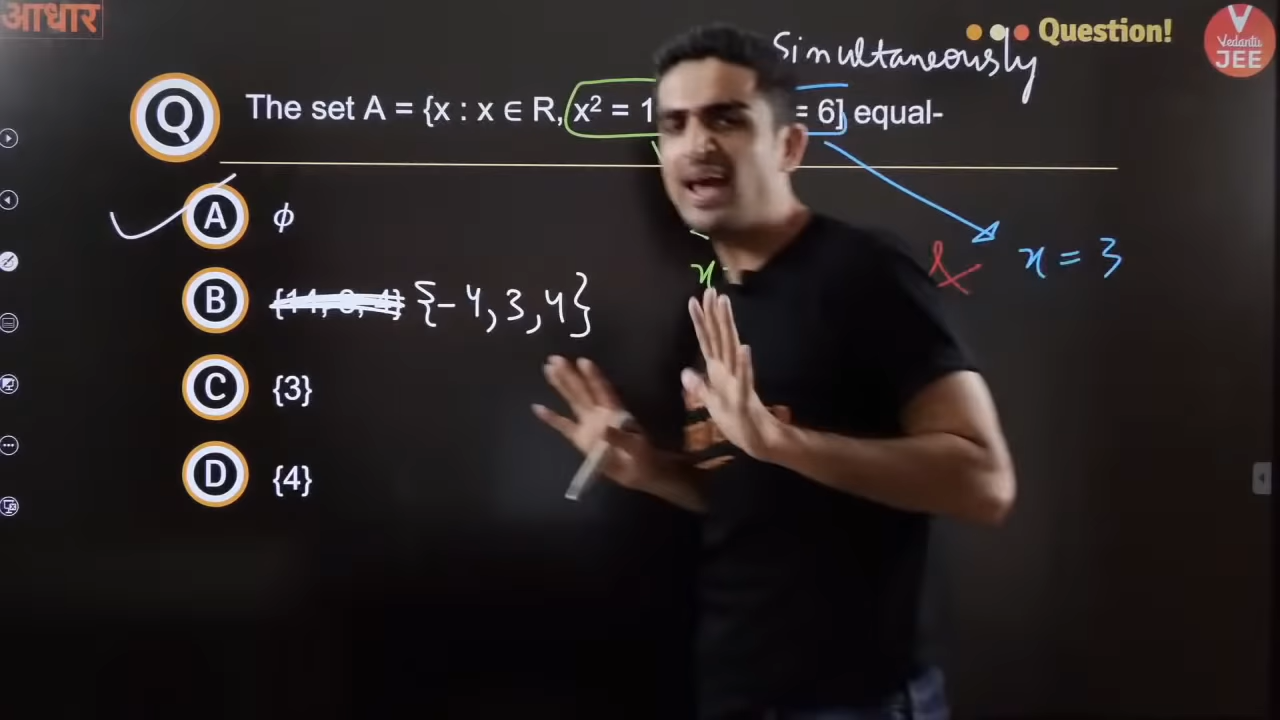 आधार
Question!
Vedantu
JEE
Simultaneously
Q The set A = {x : x ∈ R, x² = 1 = 6] equal-
A ϕ
x = 3
x
B {-4, 3, 4}
C {3}
D {4}